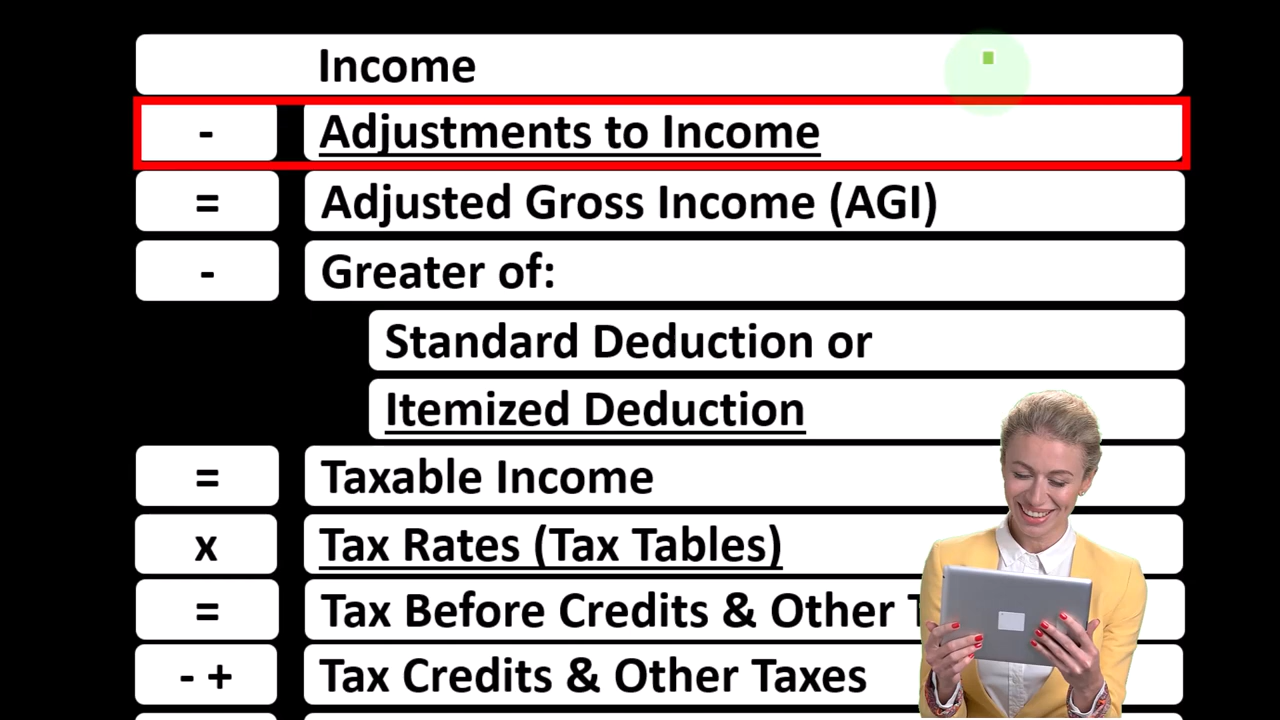 Income
- Adjustments to Income
= Adjusted Gross Income (AGI)
- Greater of:
Standard Deduction or
Itemized Deduction
= Taxable Income
x Tax Rates (Tax Tables)
= Tax Before Credits & Other
- + Tax Credits & Other Taxes